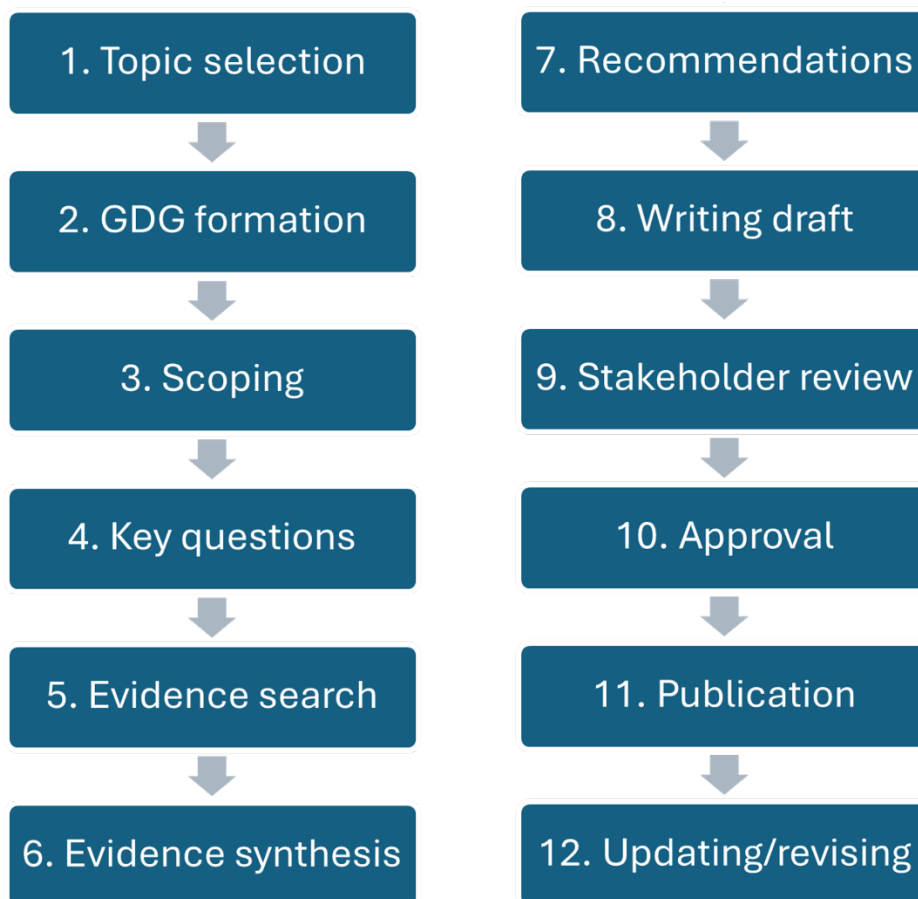 1. Topic selection
2. GDG formation
3. Scoping
4. Key questions
5. Evidence search
6. Evidence synthesis
7. Recommendations
8. Writing draft
9. Stakeholder review
10. Approval
11. Publication
12. Updating/revising